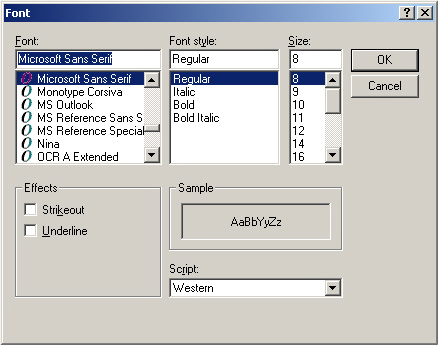 Font
Font:
Microsoft Sans Serif
Microsoft Sans Serif
Monotype Corsiva
MS Outlook
MS Reference Sans S
MS Reference Special
Nina
OCR A Extended
Font style:
Regular
Regular
Italic
Bold
Bold Italic
Size:
8
8
9
10
11
12
14
16
OK
Cancel
Effects
Strikeout
Underline
Sample
AaBbYyZz
Script:
Western